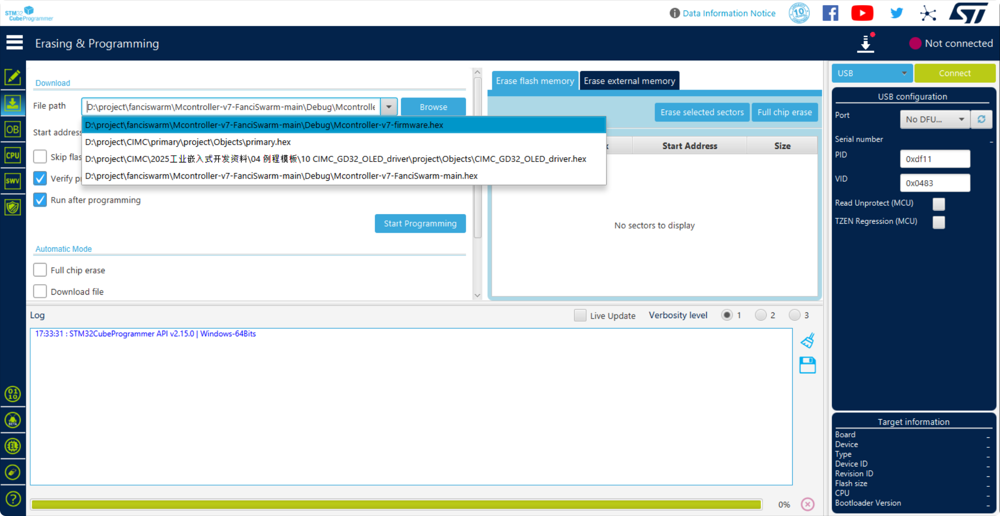 STM32
CubeProgrammer
Data Information Notice
10 YEARS
ST
Erasing & Programming
Not connected
Download
File path
D:\project\fanciswarm\Mcontroller-v7-FanciSwarm-main\Debug\Mcontrolle
Browse
D:\project\fanciswarm\Mcontroller-v7-FanciSwarm-main\Debug\Mcontroller-v7-firmware.hex
D:\project\CIMC\primary\project\Objects\primary.hex
D:\project\CIMC\2025工业嵌入式开发资料\04 例程模板\10 CIMC_GD32_OLED_driver\project\Objects\CIMC_GD32_OLED_driver.hex
D:\project\fanciswarm\Mcontroller-v7-FanciSwarm-main\Debug\Mcontroller-v7-FanciSwarm-main.hex
Start address
Skip flas
Verify p
Run after programming
Start Programming
Automatic Mode
Full chip erase
Download file
Erase flash memory
Erase external memory
Erase selected sectors
Full chip erase
Start Address
Size
No sectors to display
USB
Connect
USB configuration
Port
No DFU...
Serial number
_
PID
0xdf11
VID
0x0483
Read Unprotect (MCU)
TZEN Regression (MCU)
OB
CPU
SWV
Log
Live Update
Verbosity level
1
2
3
17:33:31 : STM32CubeProgrammer API v2.15.0 | Windows-64Bits
0%
01
10
BETA
EL
?
Target information
Board _
Device _
Type _
Device ID _
Revision ID _
Flash size _
CPU _
Bootloader Version _